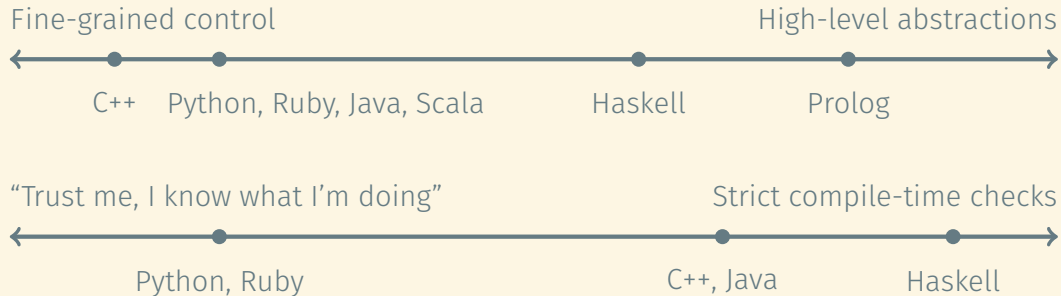 Fine-grained control High-level abstractions
C++ Python, Ruby, Java, Scala Haskell Prolog
“Trust me, I know what I’m doing” Strict compile-time checks
Python, Ruby C++, Java Haskell